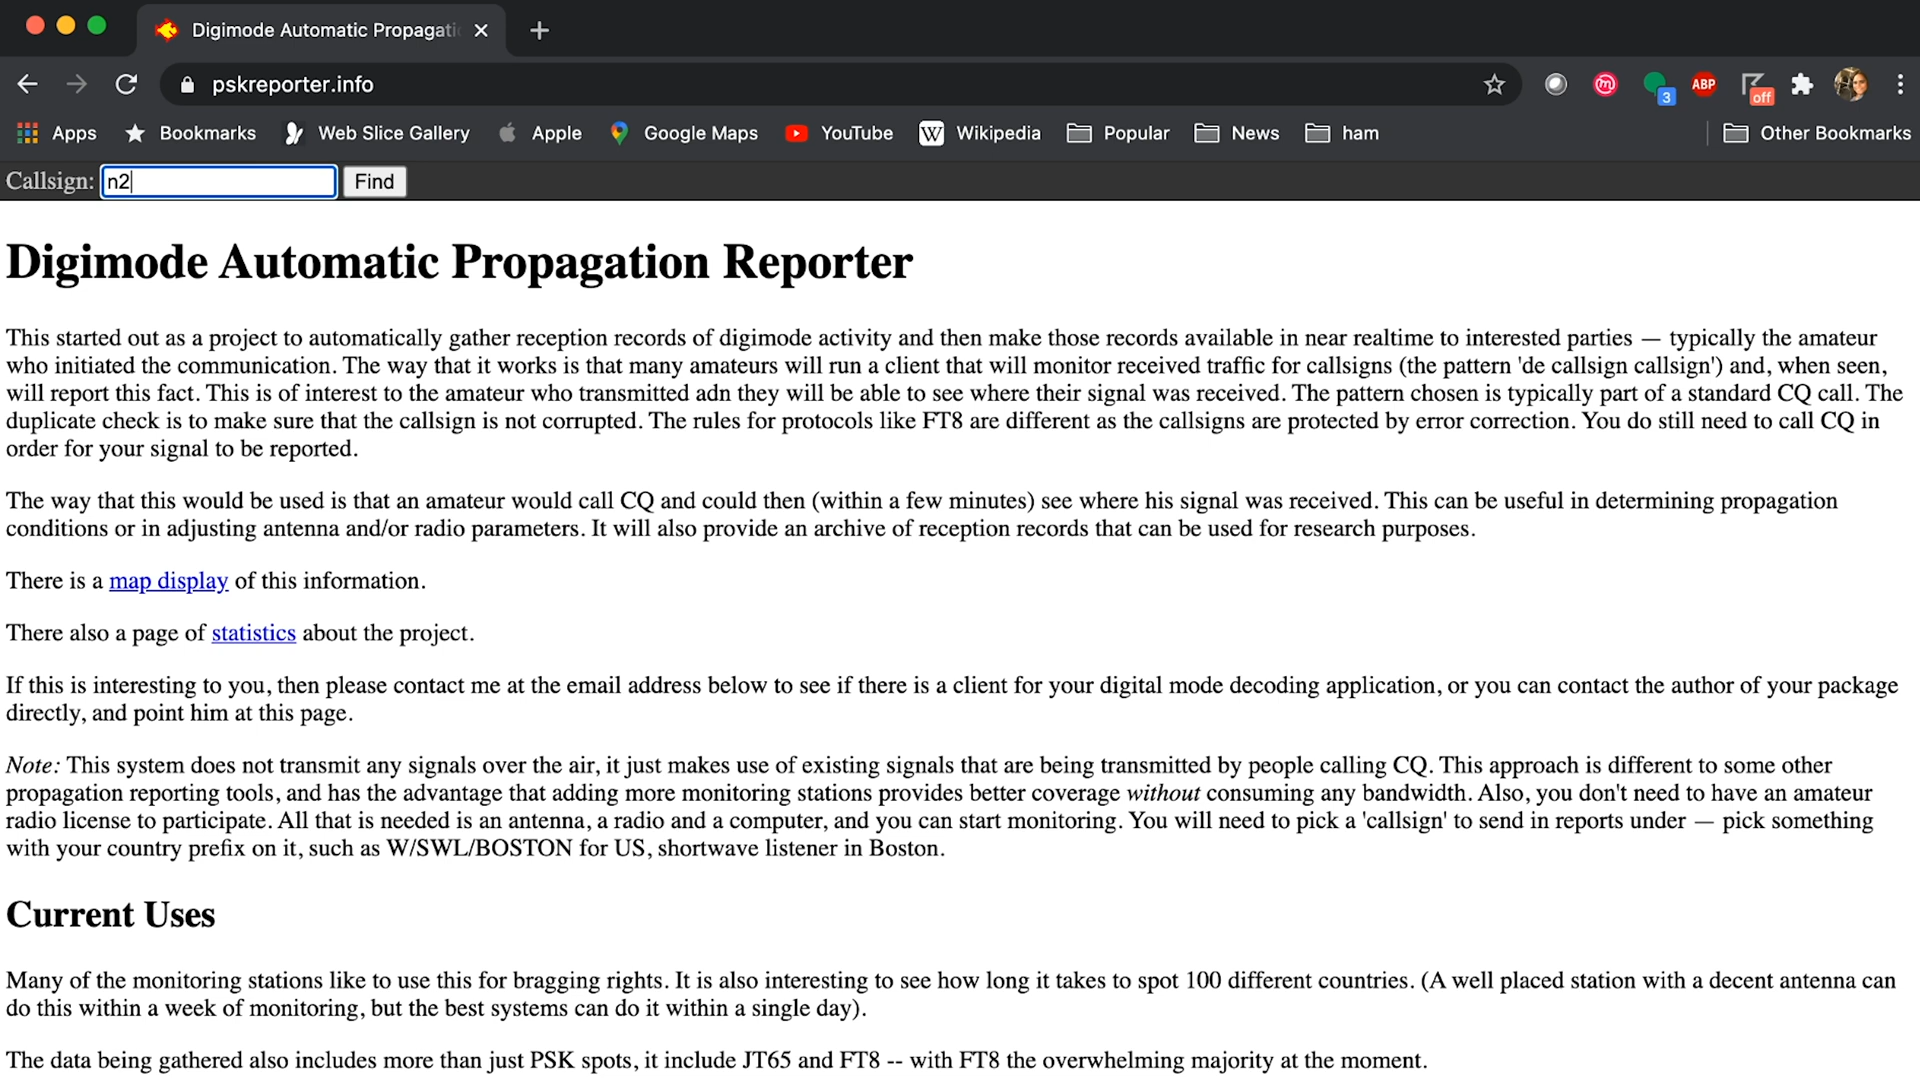 Digimode Automatic Propagati
pskreporter.info
3
ABP
off
Apps Bookmarks Web Slice Gallery Apple Google Maps YouTube W Wikipedia Popular News ham Other Bookmarks
Callsign: n2 Find
Digimode Automatic Propagation Reporter
This started out as a project to automatically gather reception records of digimode activity and then make those records available in near realtime to interested parties — typically the amateur
who initiated the communication. The way that it works is that many amateurs will run a client that will monitor received traffic for callsigns (the pattern 'de callsign callsign') and, when seen,
will report this fact. This is of interest to the amateur who transmitted adn they will be able to see where their signal was received. The pattern chosen is typically part of a standard CQ call. The
duplicate check is to make sure that the callsign is not corrupted. The rules for protocols like FT8 are different as the callsigns are protected by error correction. You do still need to call CQ in
order for your signal to be reported.
The way that this would be used is that an amateur would call CQ and could then (within a few minutes) see where his signal was received. This can be useful in determining propagation
conditions or in adjusting antenna and/or radio parameters. It will also provide an archive of reception records that can be used for research purposes.
There is a map display of this information.
There also a page of statistics about the project.
If this is interesting to you, then please contact me at the email address below to see if there is a client for your digital mode decoding application, or you can contact the author of your package
directly, and point him at this page.
Note: This system does not transmit any signals over the air, it just makes use of existing signals that are being transmitted by people calling CQ. This approach is different to some other
propagation reporting tools, and has the advantage that adding more monitoring stations provides better coverage without consuming any bandwidth. Also, you don't need to have an amateur
radio license to participate. All that is needed is an antenna, a radio and a computer, and you can start monitoring. You will need to pick a 'callsign' to send in reports under — pick something
with your country prefix on it, such as W/SWL/BOSTON for US, shortwave listener in Boston.
Current Uses
Many of the monitoring stations like to use this for bragging rights. It is also interesting to see how long it takes to spot 100 different countries. (A well placed station with a decent antenna can
do this within a week of monitoring, but the best systems can do it within a single day).
The data being gathered also includes more than just PSK spots, it include JT65 and FT8 -- with FT8 the overwhelming majority at the moment.